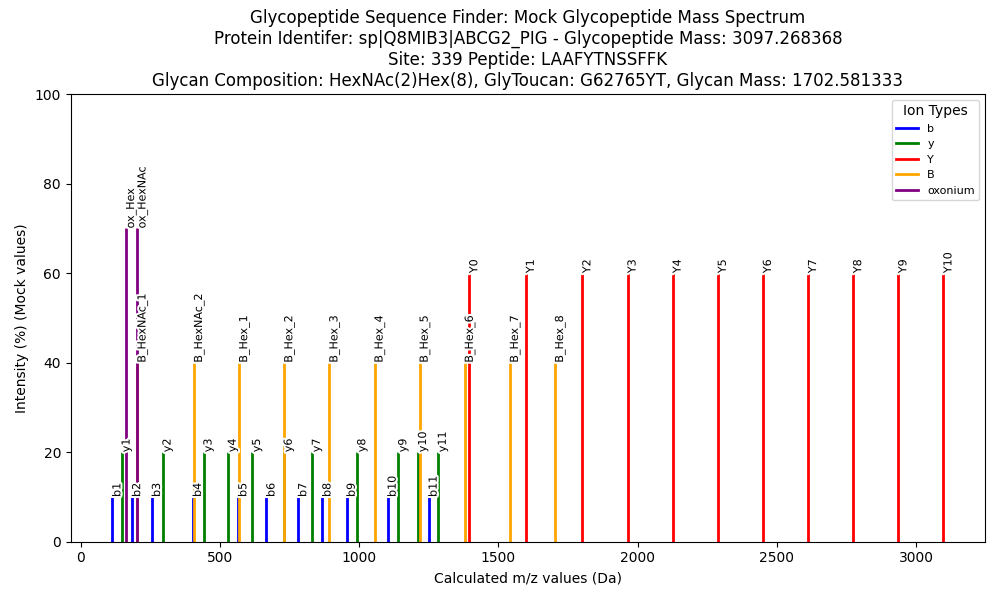 Glycopeptide Sequence Finder: Mock Glycopeptide Mass Spectrum
Protein Identifer: sp|Q8MIB3|ABCG2_PIG - Glycopeptide Mass: 3097.268368
Site: 339 Peptide: LAAFYTNSSFFK
Glycan Composition: HexNAc(2)Hex(8), GlyToucan: G62765YT, Glycan Mass: 1702.581333
Intensity (%) (Mock values)
100
80
60
40
20
0
Ion Types
b
y
Y
B
oxonium
ox_Hex
ox_HexNAc
Y0
Y1
Y2
Y3
Y4
Y5
Y6
Y7
Y8
Y9
Y10
B_HexNAc_1
B_HexNAc_2
B_Hex_1
B_Hex_2
B_Hex_3
B_Hex_4
B_Hex_5
B_Hex_6
B_Hex_7
B_Hex_8
y1
y2
y3
y4
y5
y6
y7
y8
y9
y10
y11
b1
b2
b3
b4
b5
b6
b7
b8
b9
b10
b11
0
500
1000
1500
2000
2500
3000
Calculated m/z values (Da)